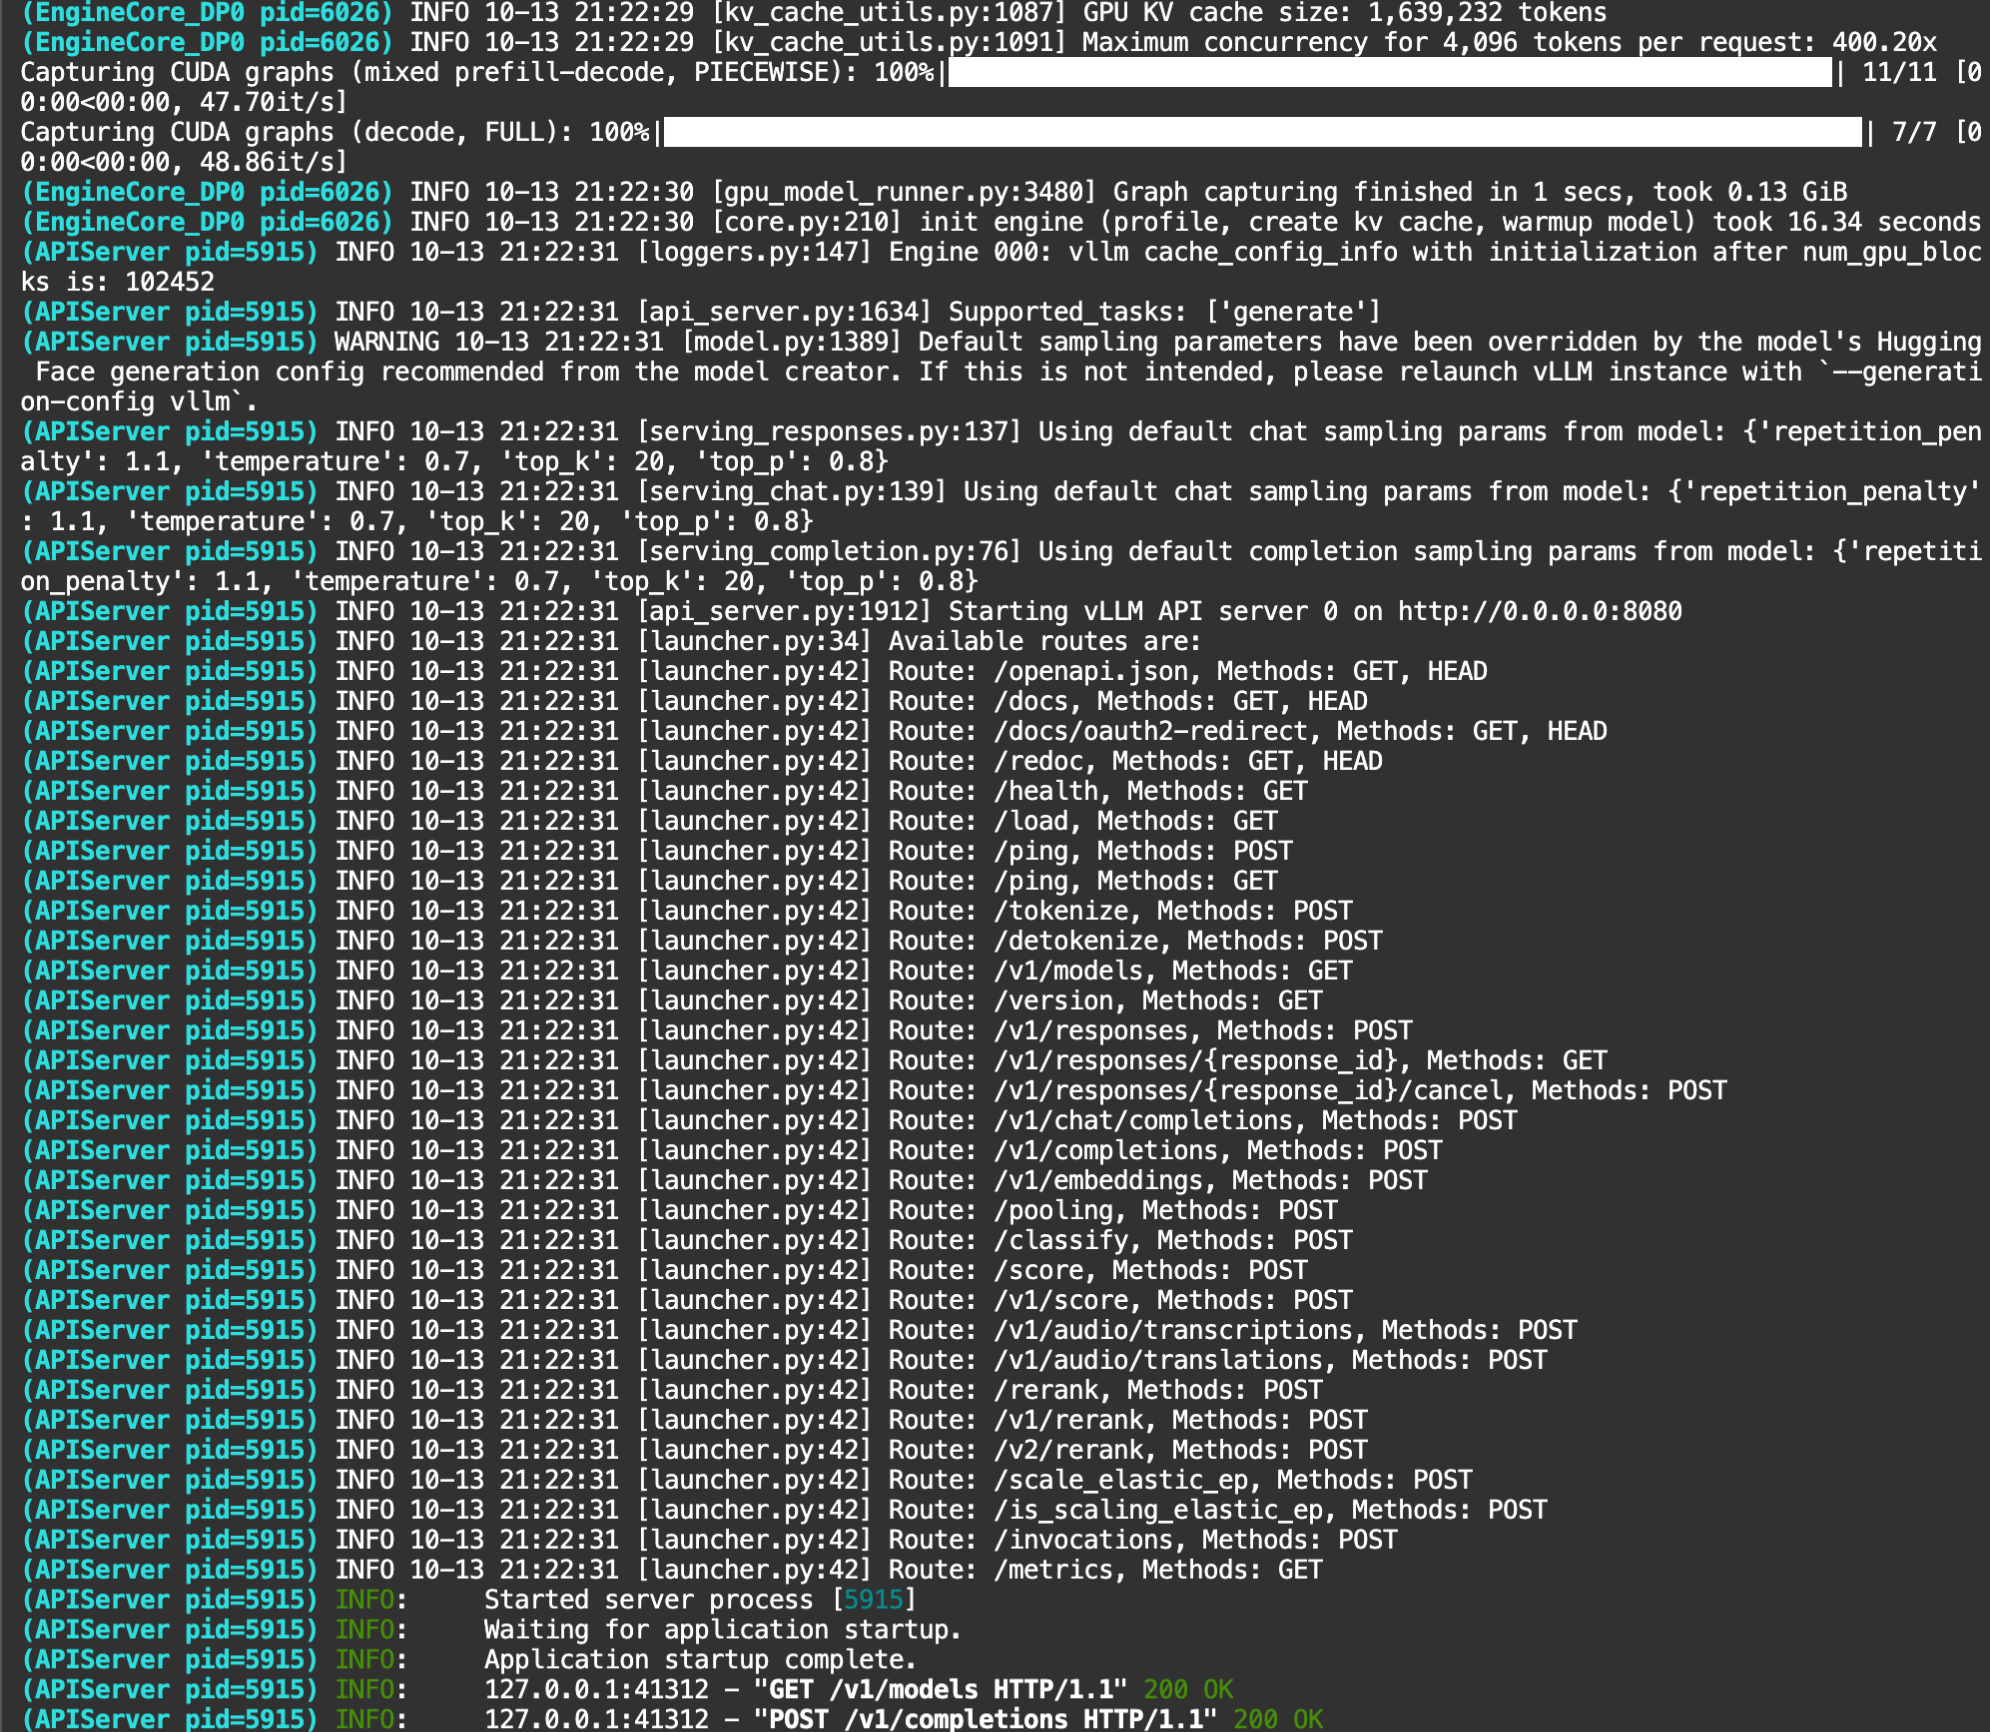 (EngineCore_DP0 pid=6026) INFO 10-13 21:22:29 [kv_cache_utils.py:1087] GPU KV cache size: 1,639,232 tokens
(EngineCore_DP0 pid=6026) INFO 10-13 21:22:29 [kv_cache_utils.py:1091] Maximum concurrency for 4,096 tokens per request: 400.20x
Capturing CUDA graphs (mixed prefill-decode, PIECEWISE): 100%|| 11/11 [0
0:00<00:00, 47.70it/s]
Capturing CUDA graphs (decode, FULL): 100%|| 7/7 [0
0:00<00:00, 48.86it/s]
(EngineCore_DP0 pid=6026) INFO 10-13 21:22:30 [gpu_model_runner.py:3480] Graph capturing finished in 1 secs, took 0.13 GiB
(EngineCore_DP0 pid=6026) INFO 10-13 21:22:30 [core.py:210] init engine (profile, create kv cache, warmup model) took 16.34 seconds
(APIServer pid=5915) INFO 10-13 21:22:31 [loggers.py:147] Engine 000: vllm cache_config_info with initialization after num_gpu_bloc
ks is: 102452
(APIServer pid=5915) INFO 10-13 21:22:31 [api_server.py:1634] Supported_tasks: ['generate']
(APIServer pid=5915) WARNING 10-13 21:22:31 [model.py:1389] Default sampling parameters have been overridden by the model's Hugging
 Face generation config recommended from the model creator. If this is not intended, please relaunch vLLM instance with `--generati
on-config vllm`.
(APIServer pid=5915) INFO 10-13 21:22:31 [serving_responses.py:137] Using default chat sampling params from model: {'repetition_pen
alty': 1.1, 'temperature': 0.7, 'top_k': 20, 'top_p': 0.8}
(APIServer pid=5915) INFO 10-13 21:22:31 [serving_chat.py:139] Using default chat sampling params from model: {'repetition_penalty'
: 1.1, 'temperature': 0.7, 'top_k': 20, 'top_p': 0.8}
(APIServer pid=5915) INFO 10-13 21:22:31 [serving_completion.py:76] Using default completion sampling params from model: {'repetiti
on_penalty': 1.1, 'temperature': 0.7, 'top_k': 20, 'top_p': 0.8}
(APIServer pid=5915) INFO 10-13 21:22:31 [api_server.py:1912] Starting vLLM API server 0 on http://0.0.0.0:8080
(APIServer pid=5915) INFO 10-13 21:22:31 [launcher.py:34] Available routes are:
(APIServer pid=5915) INFO 10-13 21:22:31 [launcher.py:42] Route: /openapi.json, Methods: GET, HEAD
(APIServer pid=5915) INFO 10-13 21:22:31 [launcher.py:42] Route: /docs, Methods: GET, HEAD
(APIServer pid=5915) INFO 10-13 21:22:31 [launcher.py:42] Route: /docs/oauth2-redirect, Methods: GET, HEAD
(APIServer pid=5915) INFO 10-13 21:22:31 [launcher.py:42] Route: /redoc, Methods: GET, HEAD
(APIServer pid=5915) INFO 10-13 21:22:31 [launcher.py:42] Route: /health, Methods: GET
(APIServer pid=5915) INFO 10-13 21:22:31 [launcher.py:42] Route: /load, Methods: GET
(APIServer pid=5915) INFO 10-13 21:22:31 [launcher.py:42] Route: /ping, Methods: POST
(APIServer pid=5915) INFO 10-13 21:22:31 [launcher.py:42] Route: /ping, Methods: GET
(APIServer pid=5915) INFO 10-13 21:22:31 [launcher.py:42] Route: /tokenize, Methods: POST
(APIServer pid=5915) INFO 10-13 21:22:31 [launcher.py:42] Route: /detokenize, Methods: POST
(APIServer pid=5915) INFO 10-13 21:22:31 [launcher.py:42] Route: /v1/models, Methods: GET
(APIServer pid=5915) INFO 10-13 21:22:31 [launcher.py:42] Route: /version, Methods: GET
(APIServer pid=5915) INFO 10-13 21:22:31 [launcher.py:42] Route: /v1/responses, Methods: POST
(APIServer pid=5915) INFO 10-13 21:22:31 [launcher.py:42] Route: /v1/responses/{response_id}, Methods: GET
(APIServer pid=5915) INFO 10-13 21:22:31 [launcher.py:42] Route: /v1/responses/{response_id}/cancel, Methods: POST
(APIServer pid=5915) INFO 10-13 21:22:31 [launcher.py:42] Route: /v1/chat/completions, Methods: POST
(APIServer pid=5915) INFO 10-13 21:22:31 [launcher.py:42] Route: /v1/completions, Methods: POST
(APIServer pid=5915) INFO 10-13 21:22:31 [launcher.py:42] Route: /v1/embeddings, Methods: POST
(APIServer pid=5915) INFO 10-13 21:22:31 [launcher.py:42] Route: /pooling, Methods: POST
(APIServer pid=5915) INFO 10-13 21:22:31 [launcher.py:42] Route: /classify, Methods: POST
(APIServer pid=5915) INFO 10-13 21:22:31 [launcher.py:42] Route: /score, Methods: POST
(APIServer pid=5915) INFO 10-13 21:22:31 [launcher.py:42] Route: /v1/score, Methods: POST
(APIServer pid=5915) INFO 10-13 21:22:31 [launcher.py:42] Route: /v1/audio/transcriptions, Methods: POST
(APIServer pid=5915) INFO 10-13 21:22:31 [launcher.py:42] Route: /v1/audio/translations, Methods: POST
(APIServer pid=5915) INFO 10-13 21:22:31 [launcher.py:42] Route: /rerank, Methods: POST
(APIServer pid=5915) INFO 10-13 21:22:31 [launcher.py:42] Route: /v1/rerank, Methods: POST
(APIServer pid=5915) INFO 10-13 21:22:31 [launcher.py:42] Route: /v2/rerank, Methods: POST
(APIServer pid=5915) INFO 10-13 21:22:31 [launcher.py:42] Route: /scale_elastic_ep, Methods: POST
(APIServer pid=5915) INFO 10-13 21:22:31 [launcher.py:42] Route: /is_scaling_elastic_ep, Methods: POST
(APIServer pid=5915) INFO 10-13 21:22:31 [launcher.py:42] Route: /invocations, Methods: POST
(APIServer pid=5915) INFO 10-13 21:22:31 [launcher.py:42] Route: /metrics, Methods: GET
(APIServer pid=5915) INFO:     Started server process [5915]
(APIServer pid=5915) INFO:     Waiting for application startup.
(APIServer pid=5915) INFO:     Application startup complete.
(APIServer pid=5915) INFO:     127.0.0.1:41312 - "GET /v1/models HTTP/1.1" 200 OK
(APIServer pid=5915) INFO:     127.0.0.1:41312 - "POST /v1/completions HTTP/1.1" 200 OK